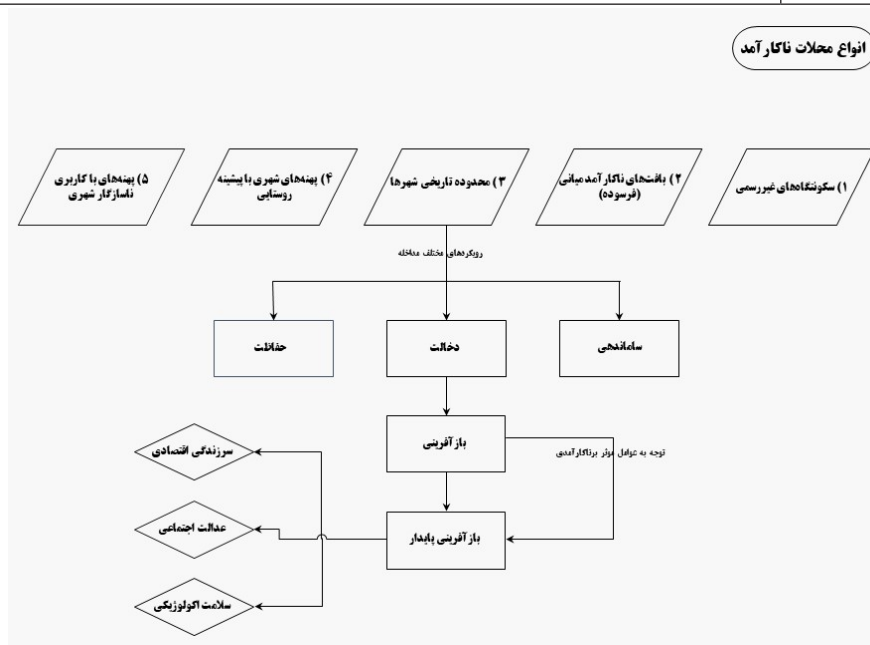 انواع محلات ناکارآمد
۱) سکونتگاه‌های غیررسمی
۲) بافت‌های ناکارآمد میانی
(فرسوده)
۳) محدوده تاریخی شهرها
۴) پهنه‌های شهری با پیشینه
روستایی
۵) پهنه‌های با کاربری
ناسازگار شهری
رویکردهای مختلف مداخله
ساماندهی
دخالت
حفاظت
بازآفرینی
توجه به عوامل موثر بر ناکارآمدی
بازآفرینی پایدار
سرزندگی اقتصادی
عدالت اجتماعی
سلامت اکولوژیکی